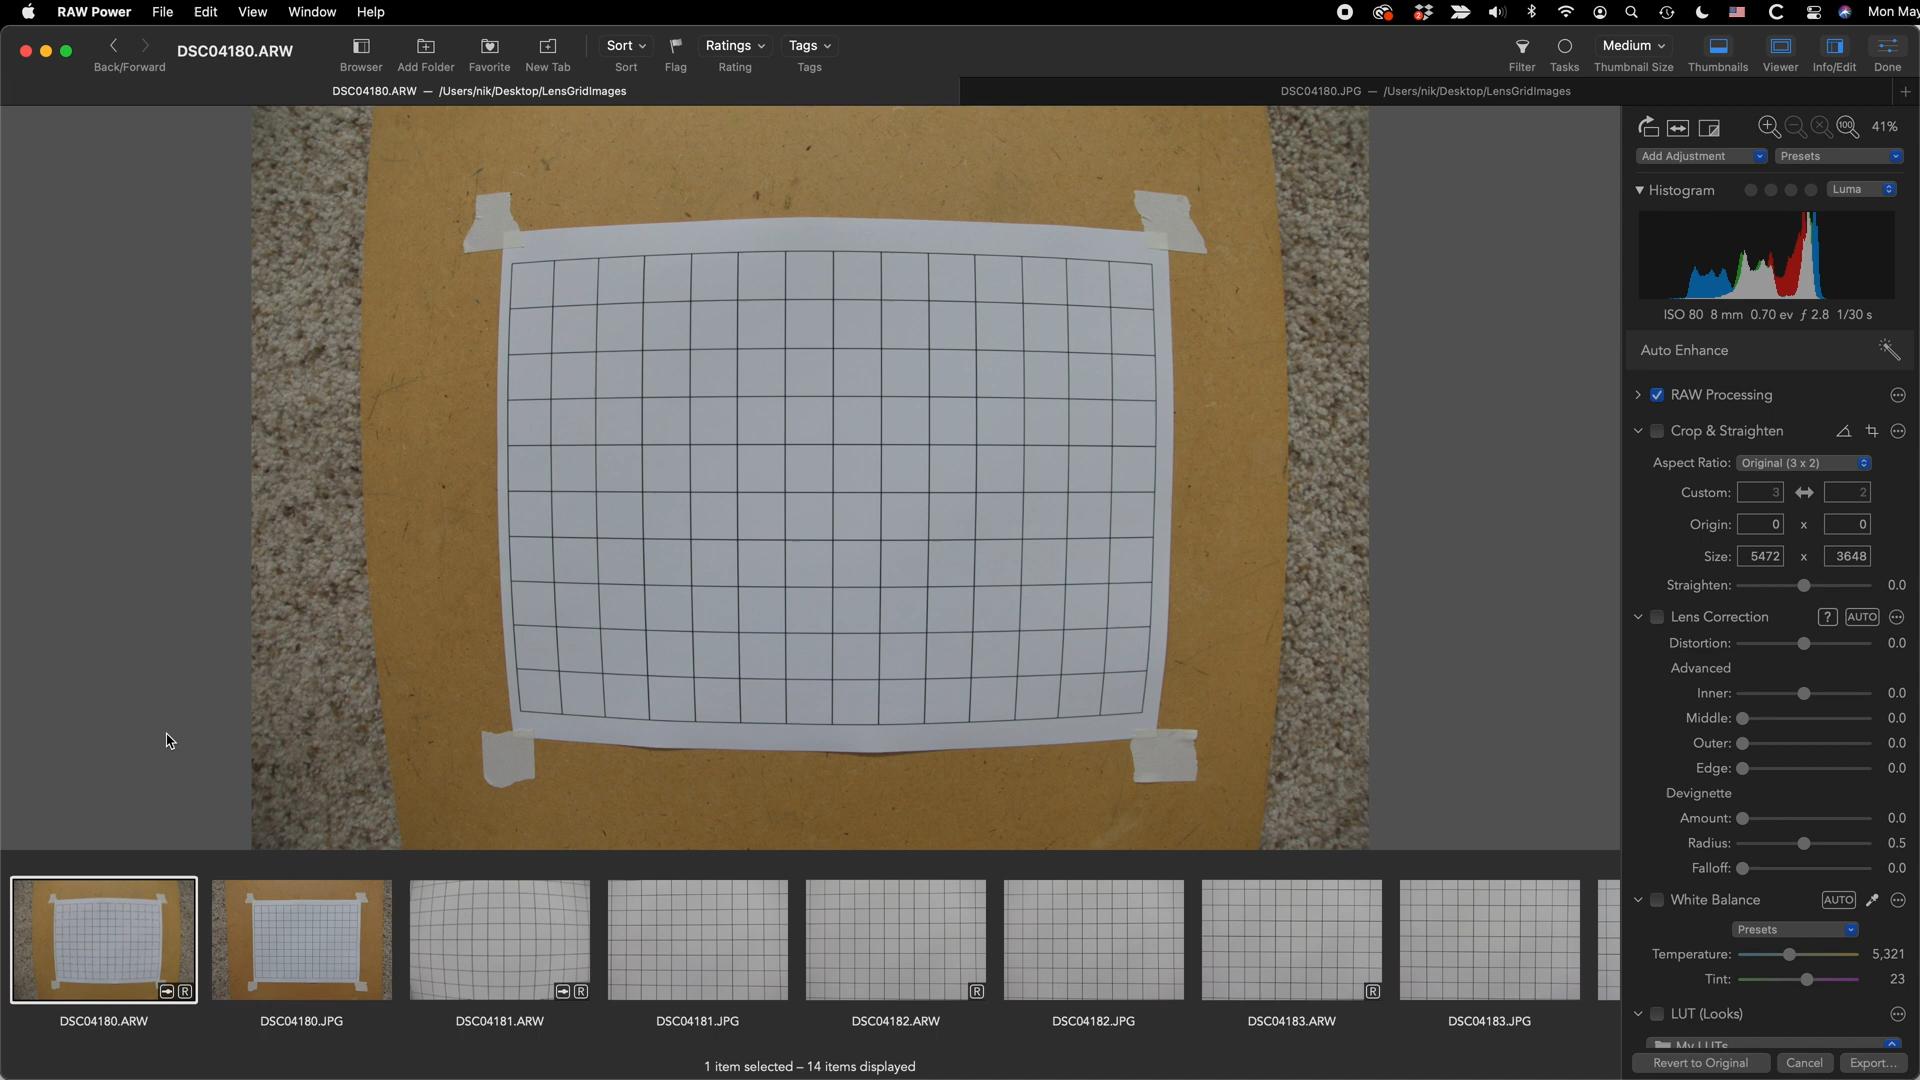 RAW Power File Edit View Window Help Mon May
DSC04180.ARW
Back/Forward Browser Add Folder Favorite New Tab
Sort Sort Flag Ratings Rating Tags Tags
Filter Tasks Medium Thumbnail Size Thumbnails Viewer Info/Edit Done
DSC04180.ARW — /Users/nik/Desktop/LensGridImages
DSC04180.JPG — /Users/nik/Desktop/LensGridImages
100 41%
Add Adjustment Presets
Histogram Luma
ISO 80 8 mm 0.70 ev ƒ 2.8 1/30 s
Auto Enhance
RAW Processing
Crop & Straighten
Aspect Ratio: Original (3 x 2)
Custom: 3 2
Origin: 0 x 0
Size: 5472 x 3648
Straighten: 0.0
Lens Correction ? AUTO
Distortion: 0.0
Advanced
Inner: 0.0
Middle: 0.0
Outer: 0.0
Edge: 0.0
Devignette
Amount: 0.0
Radius: 0.5
Falloff: 0.0
White Balance AUTO
Presets
Temperature: 5,321
Tint: 23
LUT (Looks)
My LUTs
Revert to Original Cancel Export...
R R R R
DSC04180.ARW DSC04180.JPG DSC04181.ARW DSC04181.JPG DSC04182.ARW DSC04182.JPG DSC04183.ARW DSC04183.JPG
1 item selected – 14 items displayed